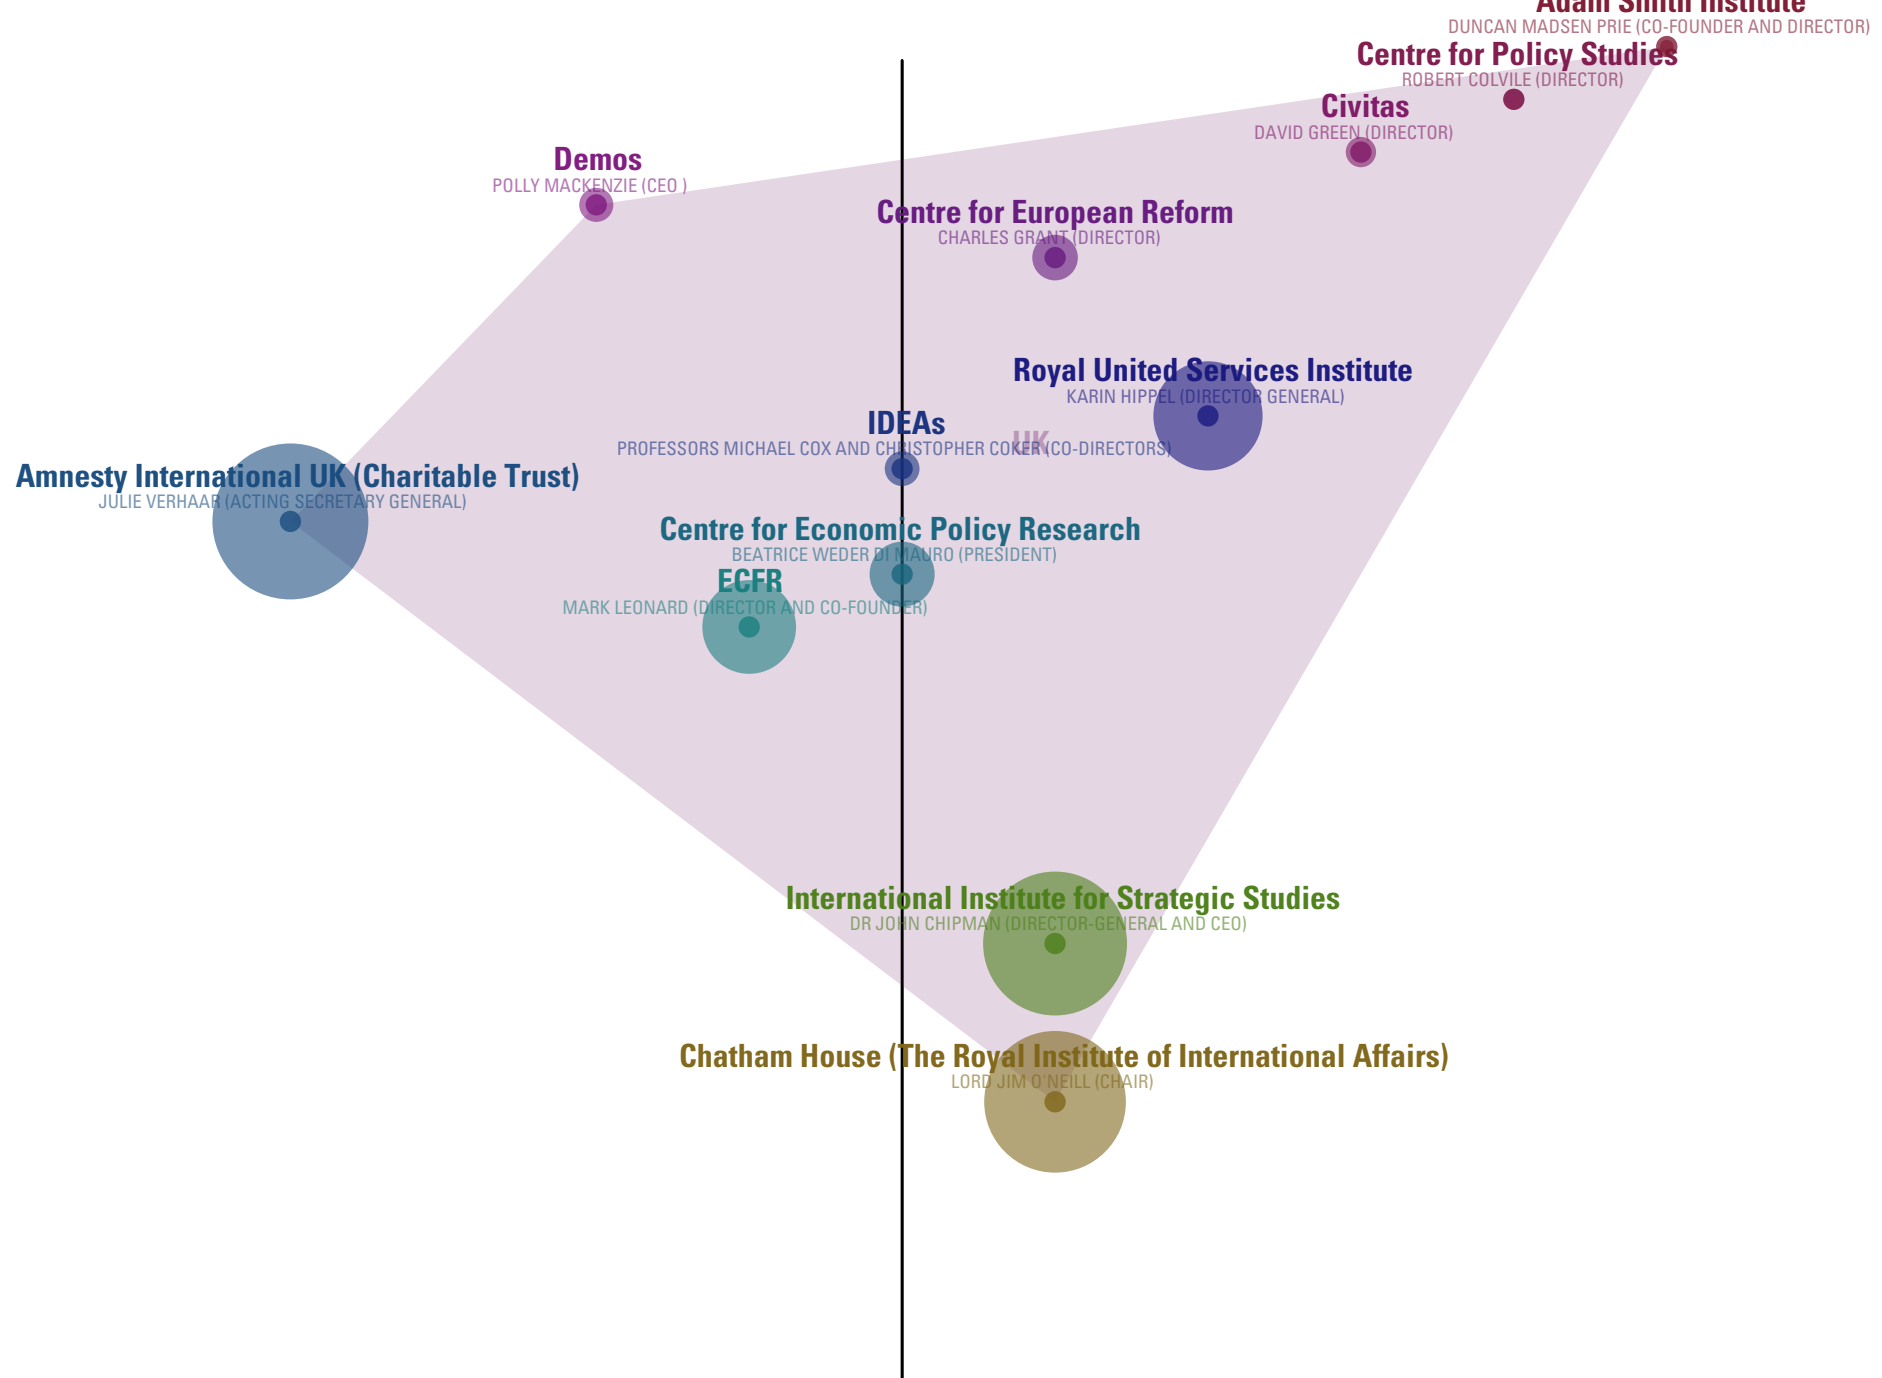 Adam Smith Institute
DUNCAN MADSEN PRIE (CO-FOUNDER AND DIRECTOR)
Centre for Policy Studies
ROBERT COLVILE (DIRECTOR)
Civitas
DAVID GREEN (DIRECTOR)
Demos
POLLY MACKENZIE (CEO )
Centre for European Reform
CHARLES GRANT (DIRECTOR)
Royal United Services Institute
KARIN HIPPEL (DIRECTOR GENERAL)
IDEAs
UK
PROFESSORS MICHAEL COX AND CHRISTOPHER COKER (CO-DIRECTORS)
Amnesty International UK (Charitable Trust)
JULIE VERHAAR (ACTING SECRETARY GENERAL)
Centre for Economic Policy Research
BEATRICE WEDER DI MAURO (PRESIDENT)
ECFR
MARK LEONARD (DIRECTOR AND CO-FOUNDER)
International Institute for Strategic Studies
DR JOHN CHIPMAN (DIRECTOR-GENERAL AND CEO)
Chatham House (The Royal Institute of International Affairs)
LORD JIM O'NEILL (CHAIR)